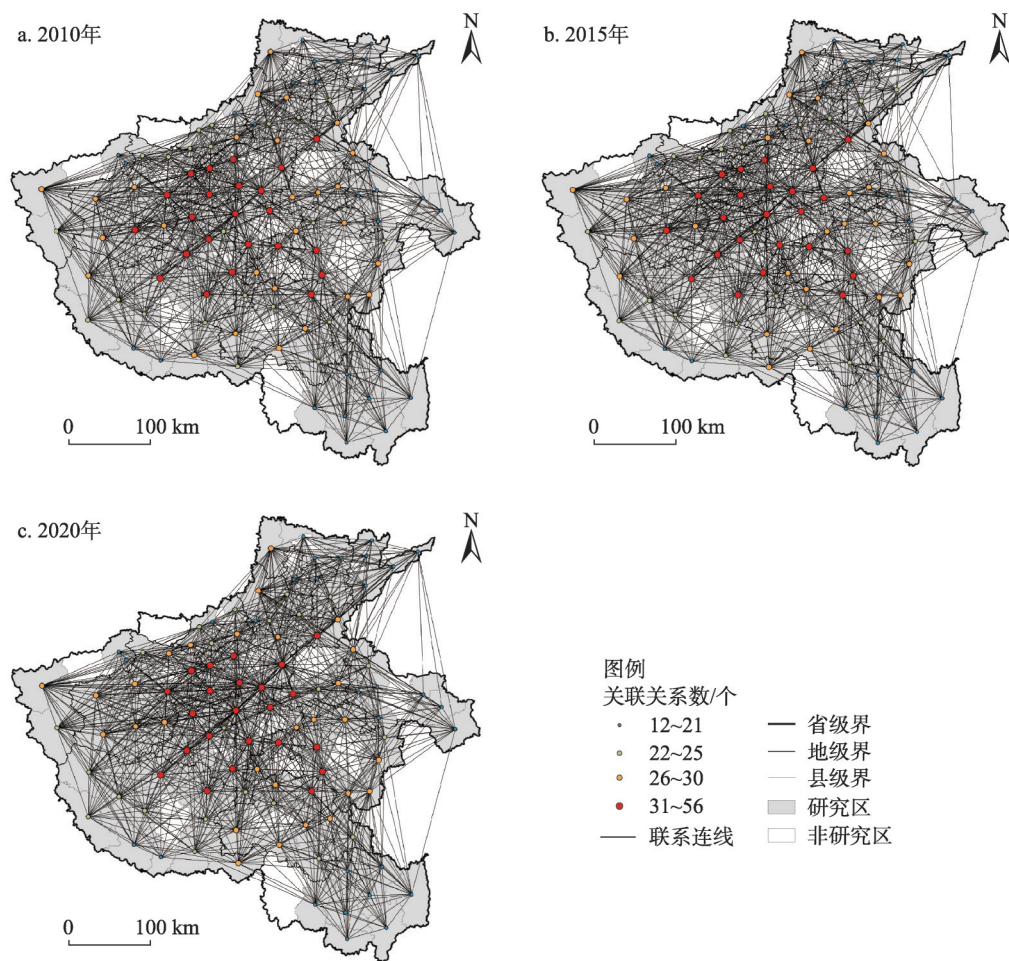 a. 2010年
N
0 100 km
b. 2015年
N
0 100 km
c. 2020年
N
0 100 km
图例
关联关系数/个
12~21
22~25
26~30
31~56
联系连线
省级界
地级界
县级界
研究区
非研究区